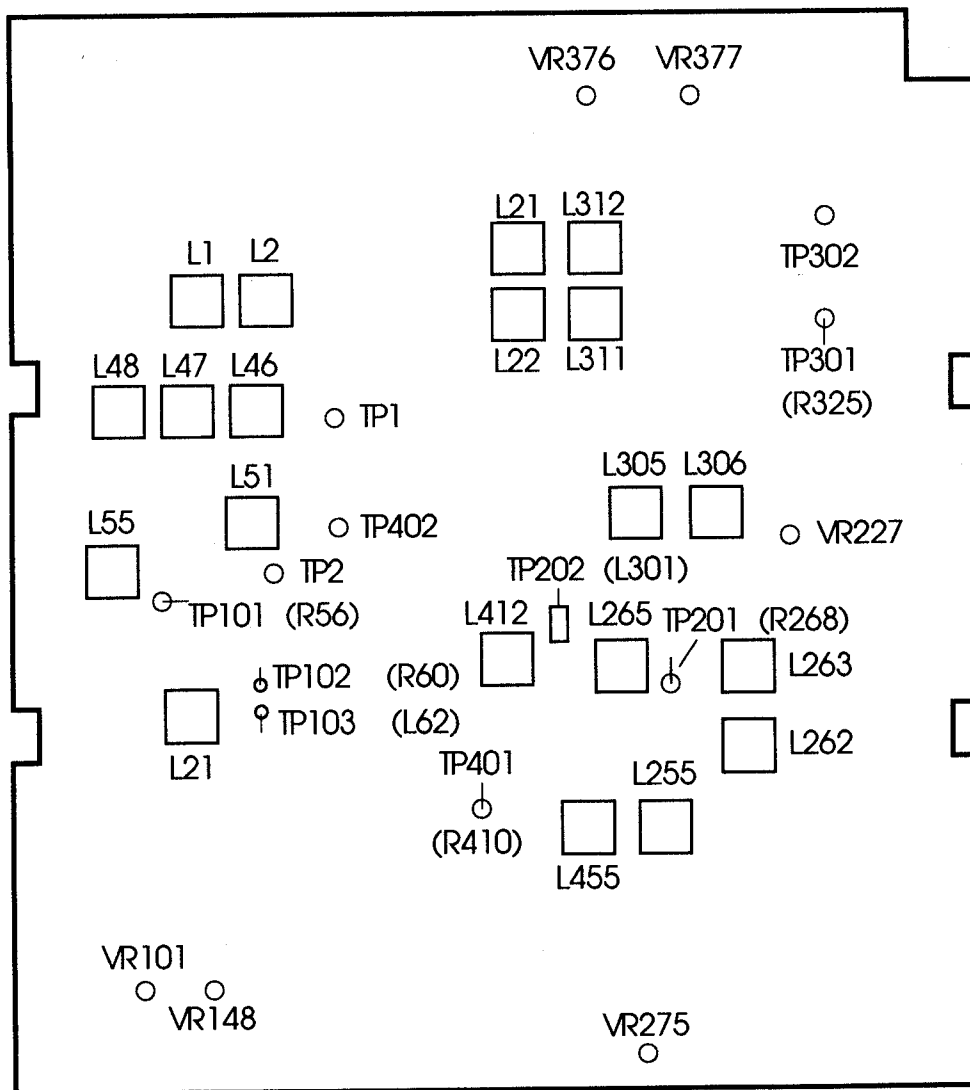 VR376 VR377
L21 L312
TP302
L1 L2
L22 L311
TP301
(R325)
L48 L47 L46
TP1
L51
L305 L306
L55
TP402
VR227
TP2
TP202 (L301)
TP101 (R56)
L412
L265
TP201 (R268)
L263
TP102 (R60)
TP103 (L62)
L262
L21
TP401
L255
(R410)
L455
VR101
VR148
VR275